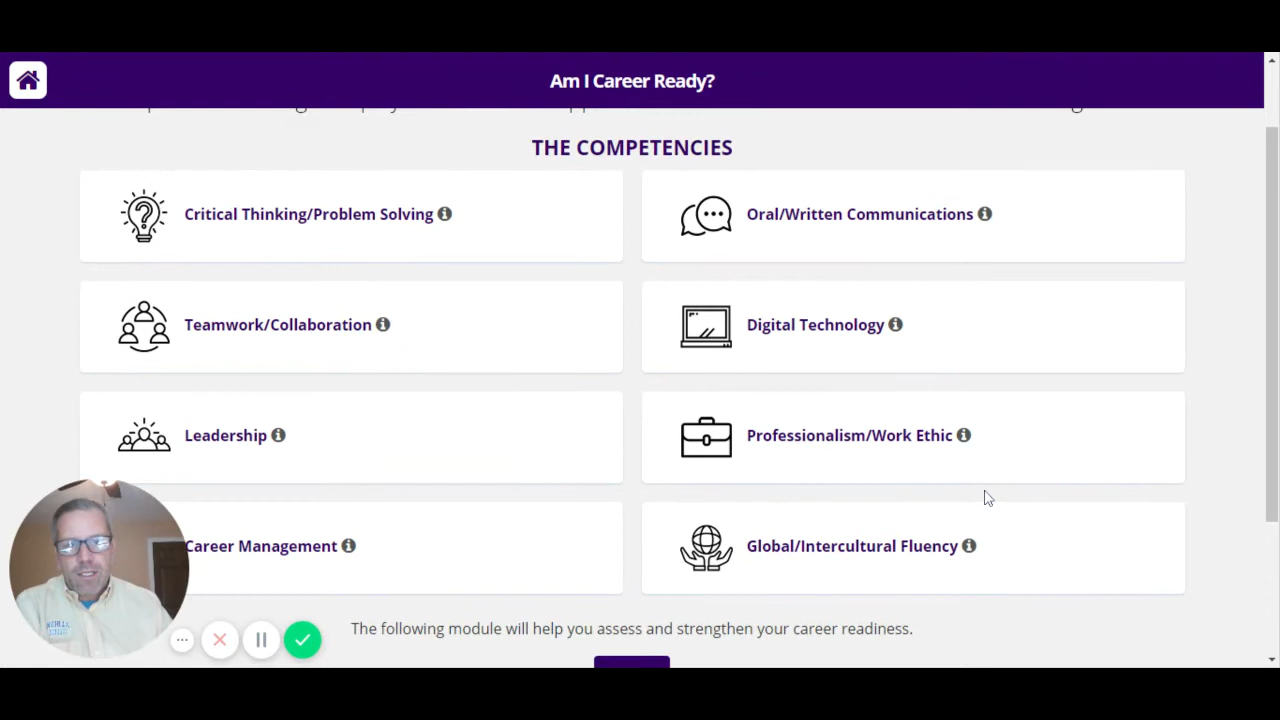 Am I Career Ready?
THE COMPETENCIES
Critical Thinking/Problem Solving
Oral/Written Communications
Teamwork/Collaboration
Digital Technology
Leadership
Professionalism/Work Ethic
Career Management
Global/Intercultural Fluency
The following module will help you assess and strengthen your career readiness.